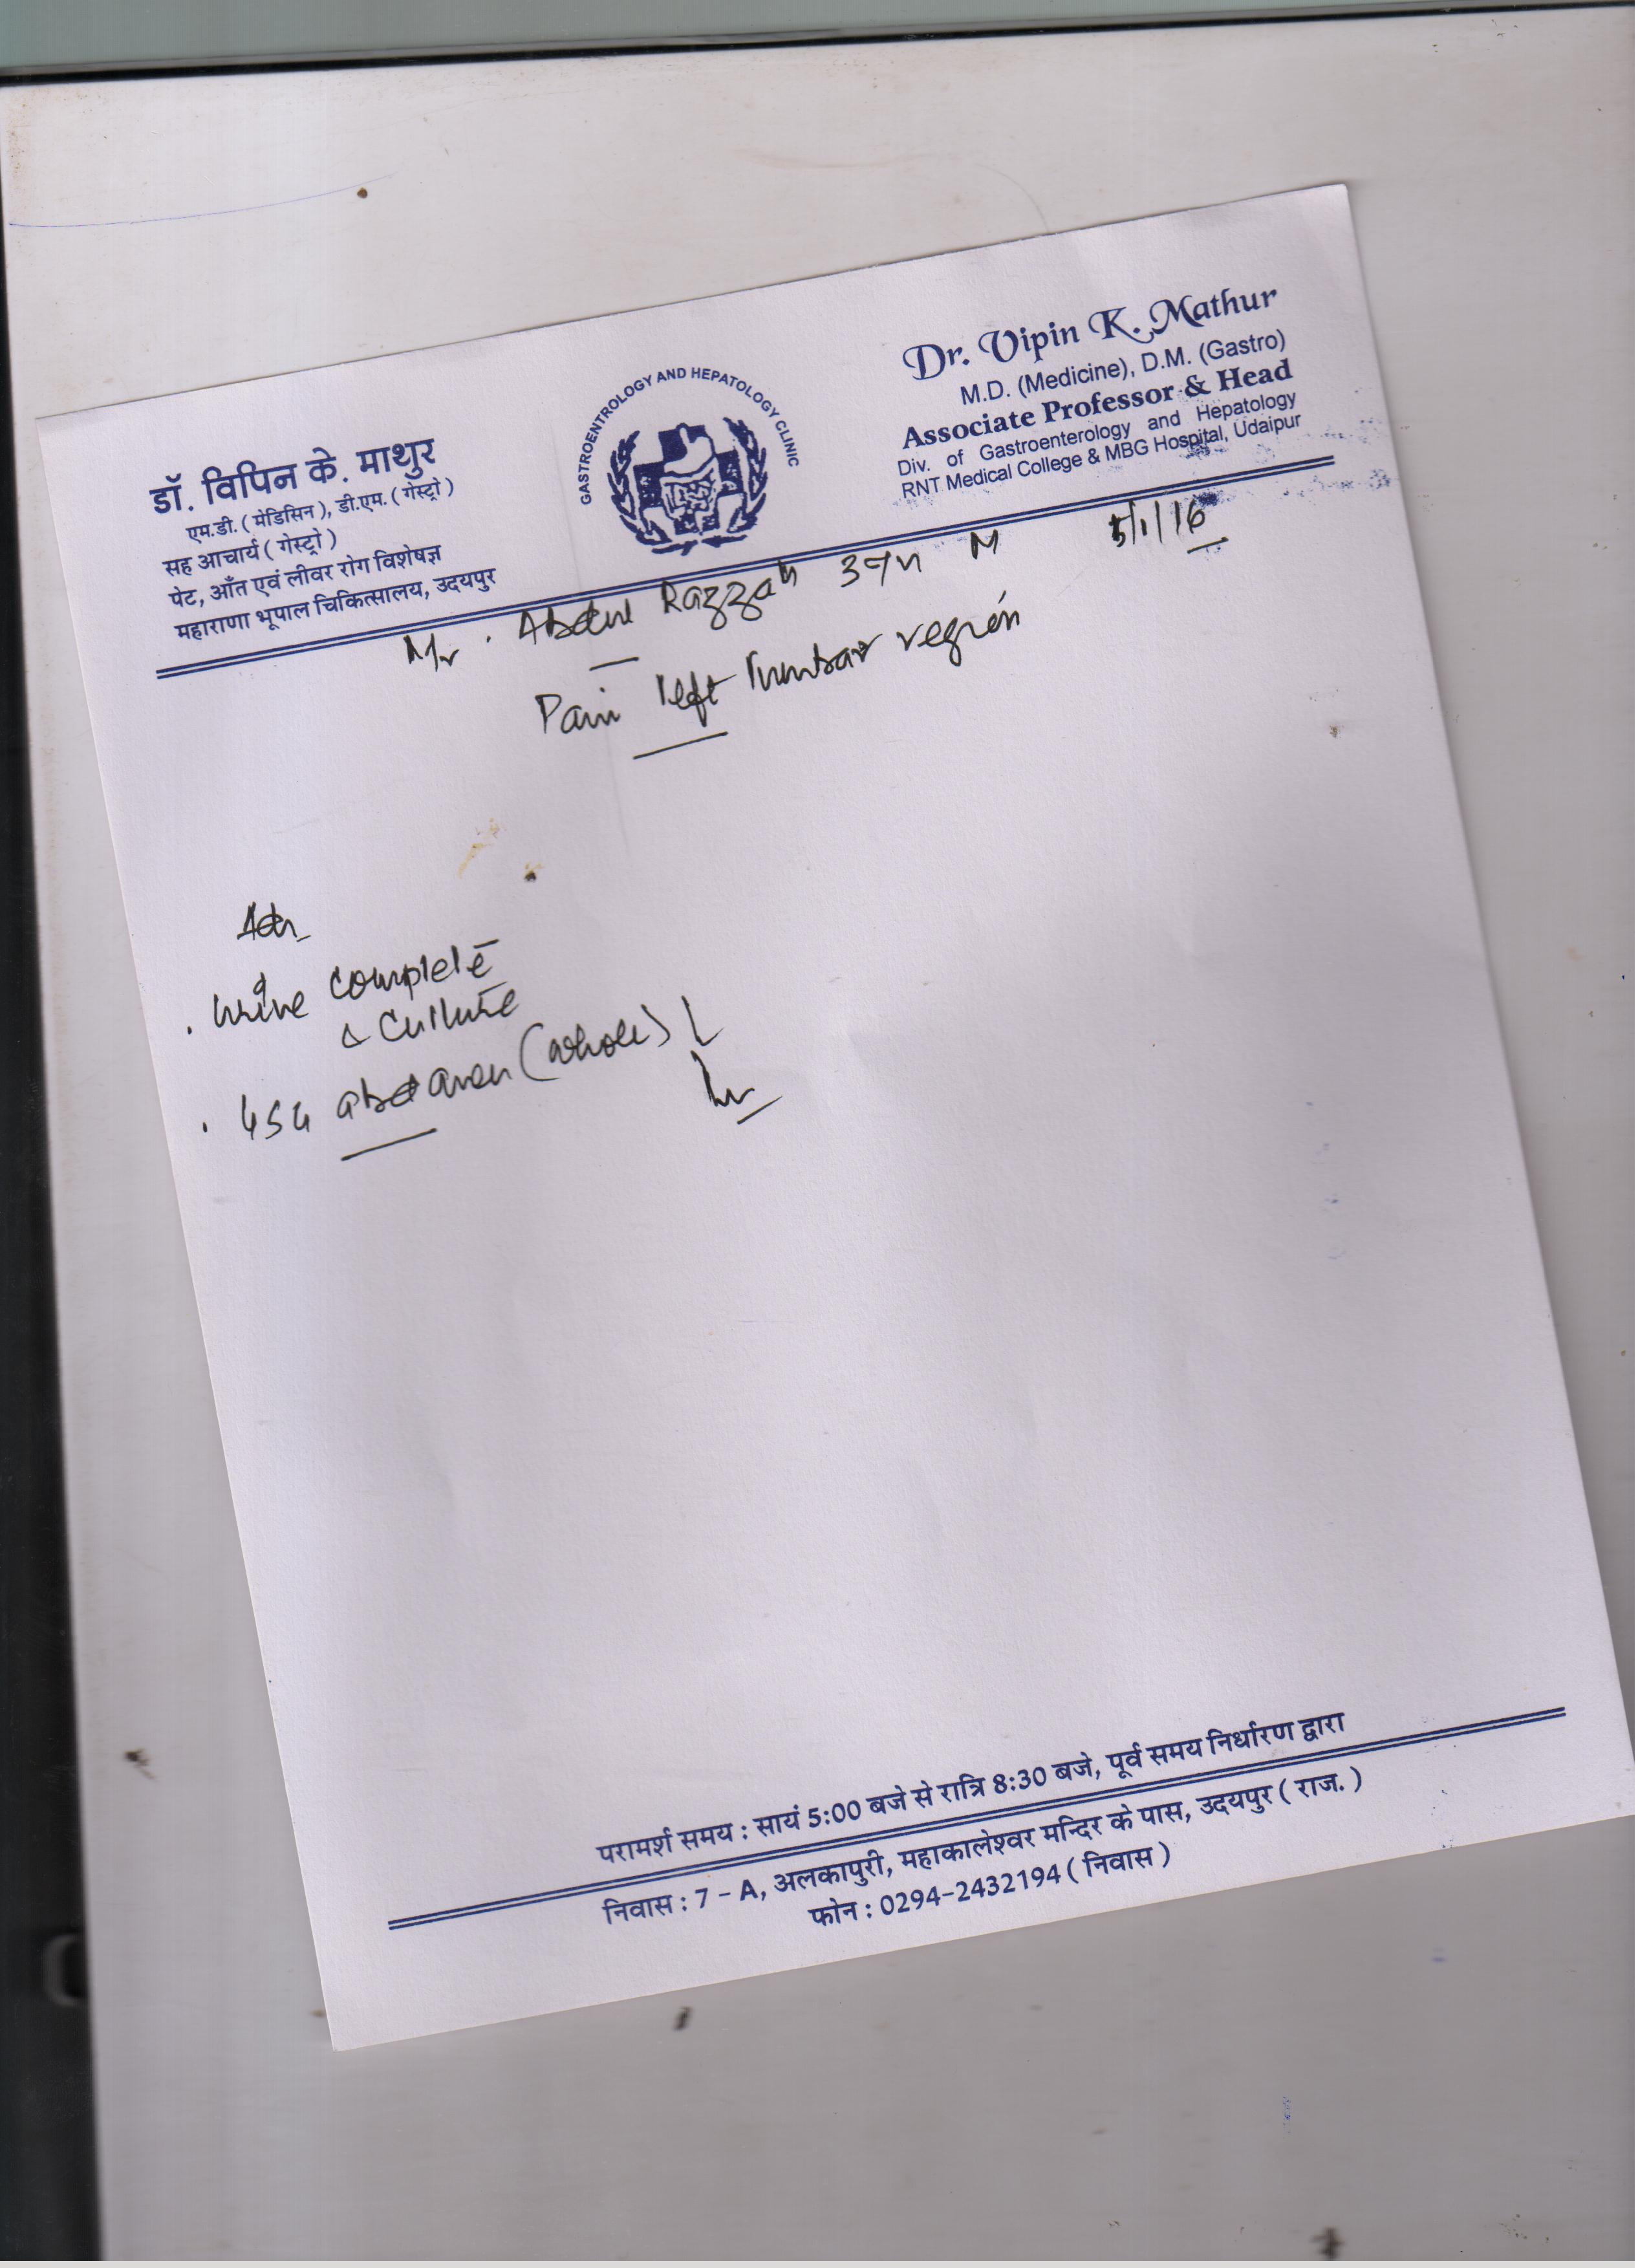 डॉ. विपिन के. माथुर
एम.डी. ( मेडिसिन ), डी.एम. ( गेस्ट्रो )
सह आचार्य ( गेस्ट्रो )
पेट, आँत एवं लीवर रोग विशेषज्ञ
महाराणा भूपाल चिकित्सालय, उदयपुर
GASTROENTROLOGY AND HEPATOLOGY CLINIC
Dr. Vipin K. Mathur
M.D. (Medicine), D.M. (Gastro)
Associate Professor & Head
Div. of Gastroenterology and Hepatology
RNT Medical College & MBG Hospital, Udaipur
Mr. Abdul Razzak 37 M 5/1/16
Pain left lumbar region
Adv
. Urine complete
& culture
. USG abdomen (whole)
परामर्श समय : सायं 5:00 बजे से रात्रि 8:30 बजे, पूर्व समय निर्धारण द्वारा
निवास : 7 - A, अलकापुरी, महाकालेश्वर मन्दिर के पास, उदयपुर ( राज. )
फोन : 0294-2432194 ( निवास )